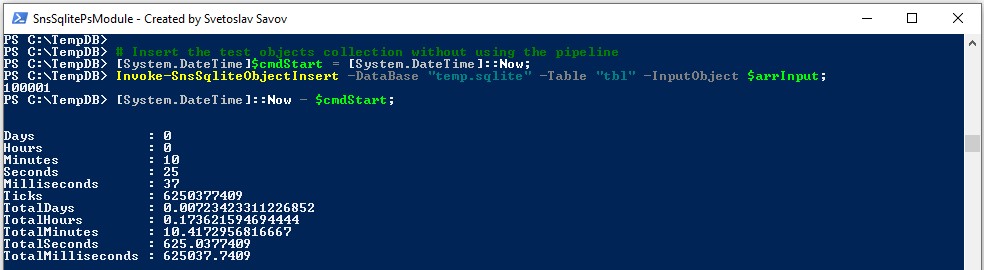 SnsSqlitePsModule - Created by Svetoslav Savov
PS C:\TempDB>
PS C:\TempDB> # Insert the test objects collection without using the pipeline
PS C:\TempDB> [System.DateTime]$cmdStart = [System.DateTime]::Now;
PS C:\TempDB> Invoke-SnsSqliteObjectInsert -DataBase "temp.sqlite" -Table "tbl" -InputObject $arrInput;
100001
PS C:\TempDB> [System.DateTime]::Now - $cmdStart;
Days : 0
Hours : 0
Minutes : 10
Seconds : 25
Milliseconds : 37
Ticks : 6250377409
TotalDays : 0.00723423311226852
TotalHours : 0.173621594694444
TotalMinutes : 10.4172956816667
TotalSeconds : 625.0377409
TotalMilliseconds : 625037.7409